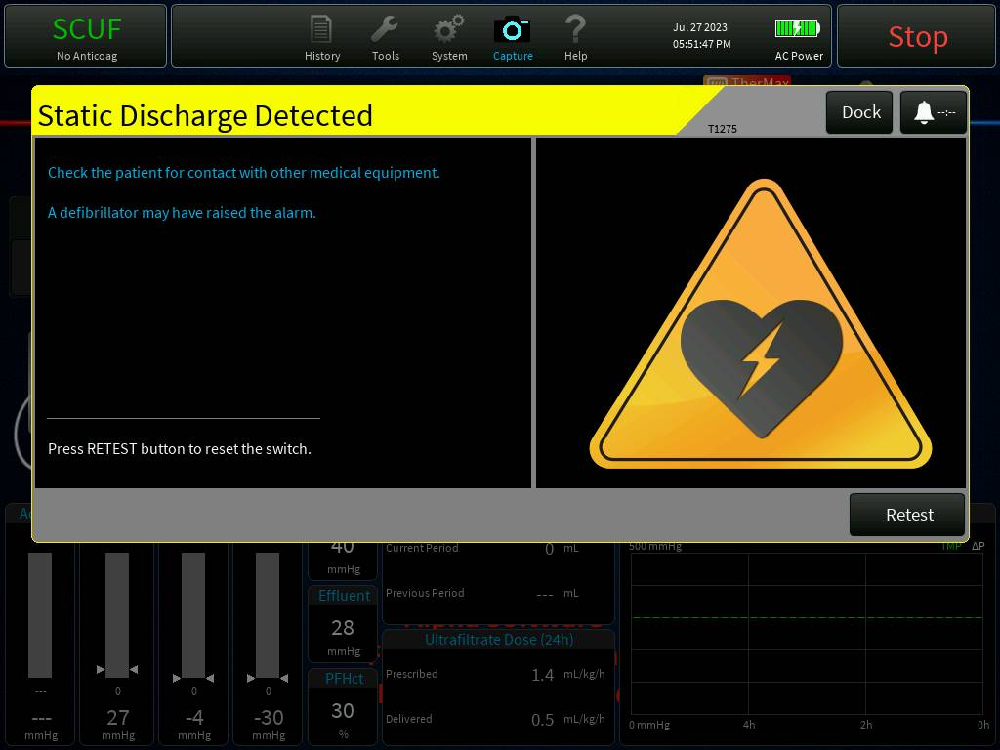 SCUF
No Anticoag
History
Tools
System
Capture
Help
Jul 27 2023
05:51:47 PM
AC Power
Stop
TherMax
Static Discharge Detected
T1275
Dock
--:--
Check the patient for contact with other medical equipment.
A defibrillator may have raised the alarm.
Press RETEST button to reset the switch.
Retest
40
mmHg
Effluent
28
mmHg
PFHct
30
%
Current Period 0 mL
Previous Period --- mL
Ultrafiltrate Dose (24h)
Prescribed 1.4 mL/kg/h
Delivered 0.5 mL/kg/h
500 mmHg
TMP ΔP
0 mmHg 4h 2h 0h
--- 0 0 0
--- 27 -4 -30
mmHg mmHg mmHg mmHg